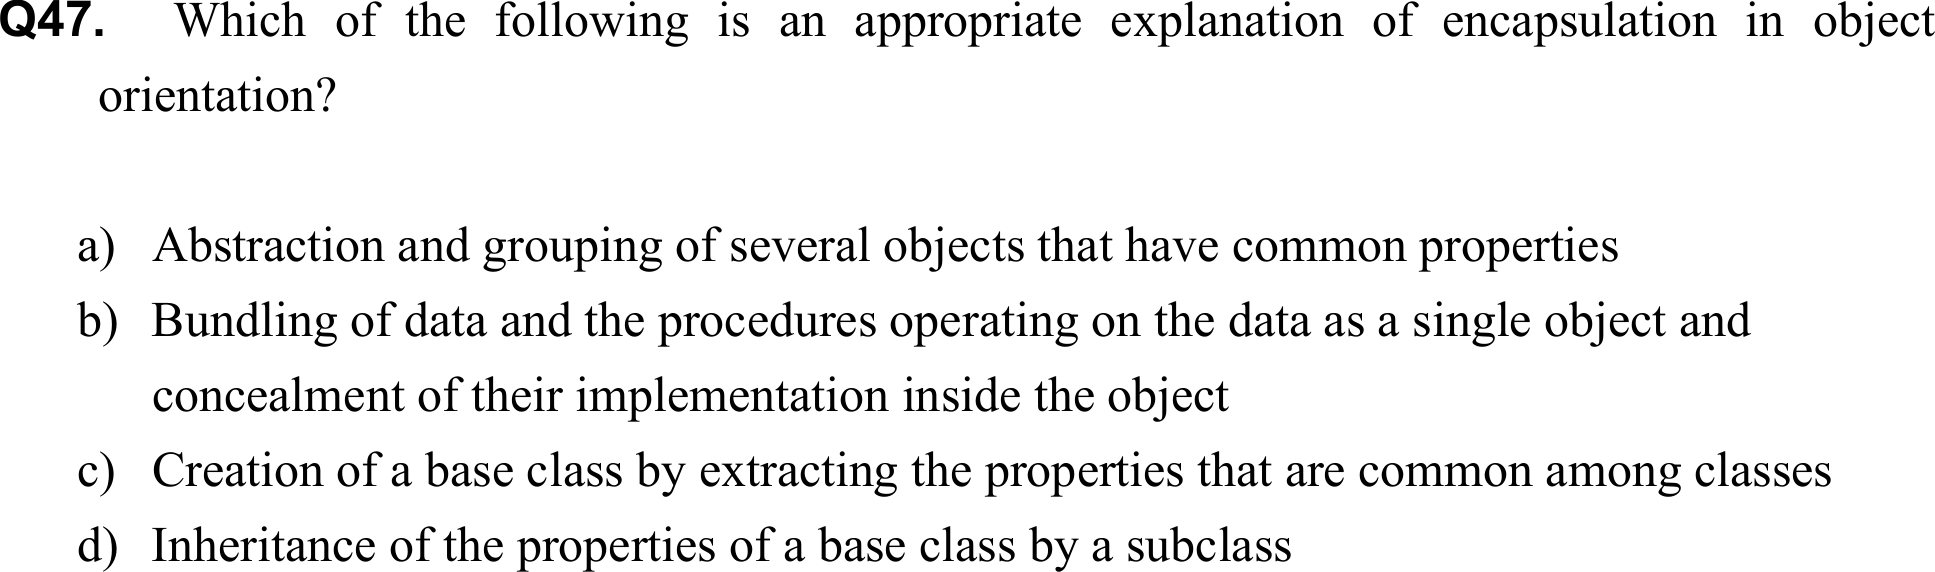 Q47. Which of the following is an appropriate explanation of encapsulation in object
orientation?
a) Abstraction and grouping of several objects that have common properties
b) Bundling of data and the procedures operating on the data as a single object and
concealment of their implementation inside the object
c) Creation of a base class by extracting the properties that are common among classes
d) Inheritance of the properties of a base class by a subclass